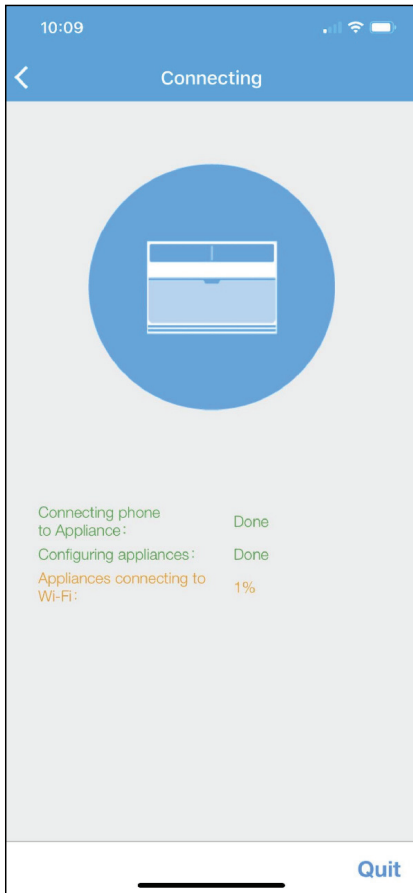 10:09
Connecting
Connecting phone
to Appliance:
Done
Configuring appliances:
Done
Appliances connecting to
Wi-Fi:
1%
Quit